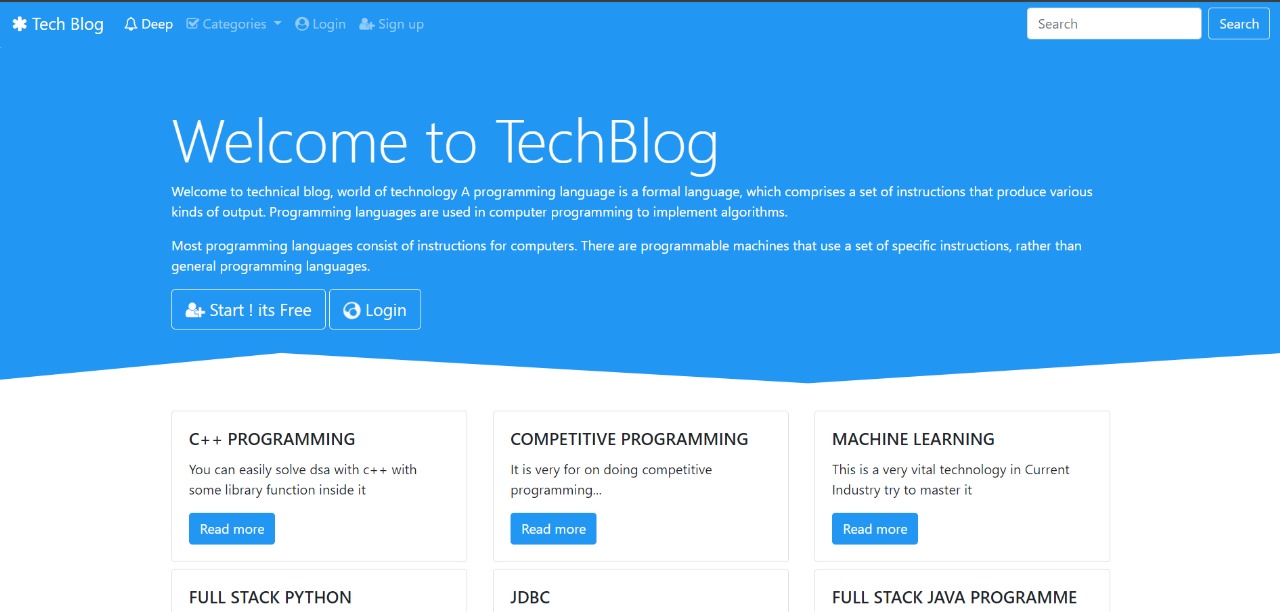 Tech Blog Deep Categories Login Sign up Search Search
Welcome to TechBlog
Welcome to technical blog, world of technology A programming language is a formal language, which comprises a set of instructions that produce various
kinds of output. Programming languages are used in computer programming to implement algorithms.
Most programming languages consist of instructions for computers. There are programmable machines that use a set of specific instructions, rather than
general programming languages.
Start ! its Free Login
C++ PROGRAMMING
You can easily solve dsa with c++ with
some library function inside it
Read more
COMPETITIVE PROGRAMMING
It is very for on doing competitive
programming...
Read more
MACHINE LEARNING
This is a very vital technology in Current
Industry try to master it
Read more
FULL STACK PYTHON
JDBC
FULL STACK JAVA PROGRAMME